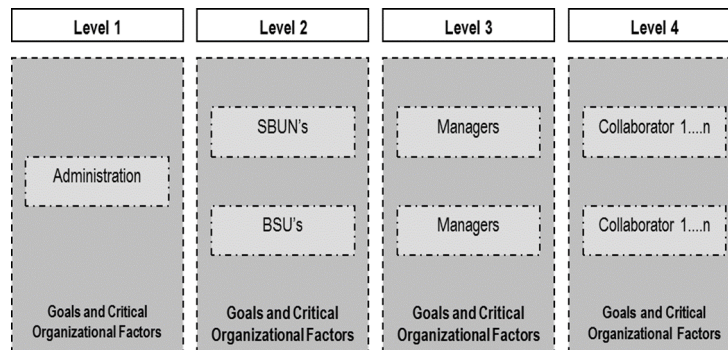 Level 1
Level 2
Level 3
Level 4
Administration
SBUN's
BSU's
Managers
Managers
Collaborator 1....n
Collaborator 1....n
Goals and Critical
Organizational Factors
Goals and Critical
Organizational Factors
Goals and Critical
Organizational Factors
Goals and Critical
Organizational Factors